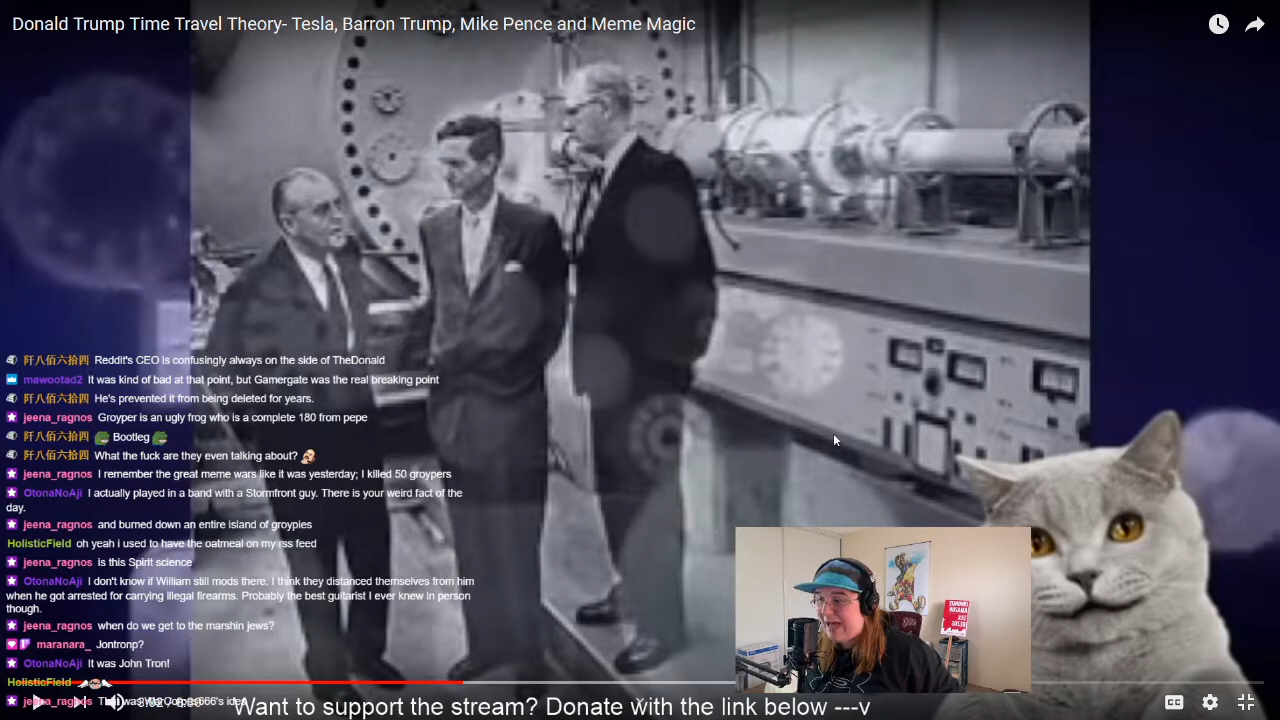 Donald Trump Time Travel Theory- Tesla, Barron Trump, Mike Pence and Meme Magic
阡八佰六拾四 Reddit's CEO is confusingly always on the side of TheDonald
mawootad2 It was kind of bad at that point, but Gamergate was the real breaking point
阡八佰六拾四 He's prevented it from being deleted for years.
jeena_ragnos Groyper is an ugly frog who is a complete 180 from pepe
阡八佰六拾四 Bootleg
阡八佰六拾四 What the fuck are they even talking about?
jeena_ragnos I remember the great meme wars like it was yesterday; I killed 50 groypers
OtonaNoAji I actually played in a band with a Stormfront guy. There is your weird fact of the
day.
jeena_ragnos and burned down an entire island of groypies
HolisticField oh yeah i used to have the oatmeal on my rss feed
jeena_ragnos is this Spirit science
OtonaNoAji I don't know if William still mods there. I think they distanced themselves from him
when he got arrested for carrying illegal firearms. Probably the best guitarist I ever knew in person
though.
jeena_ragnos when do we get to the marshin jews?
maranara_ Jontronp?
OtonaNoAji It was John Tron!
HolisticField
Want to support the stream? Donate with the link below ---v
CC